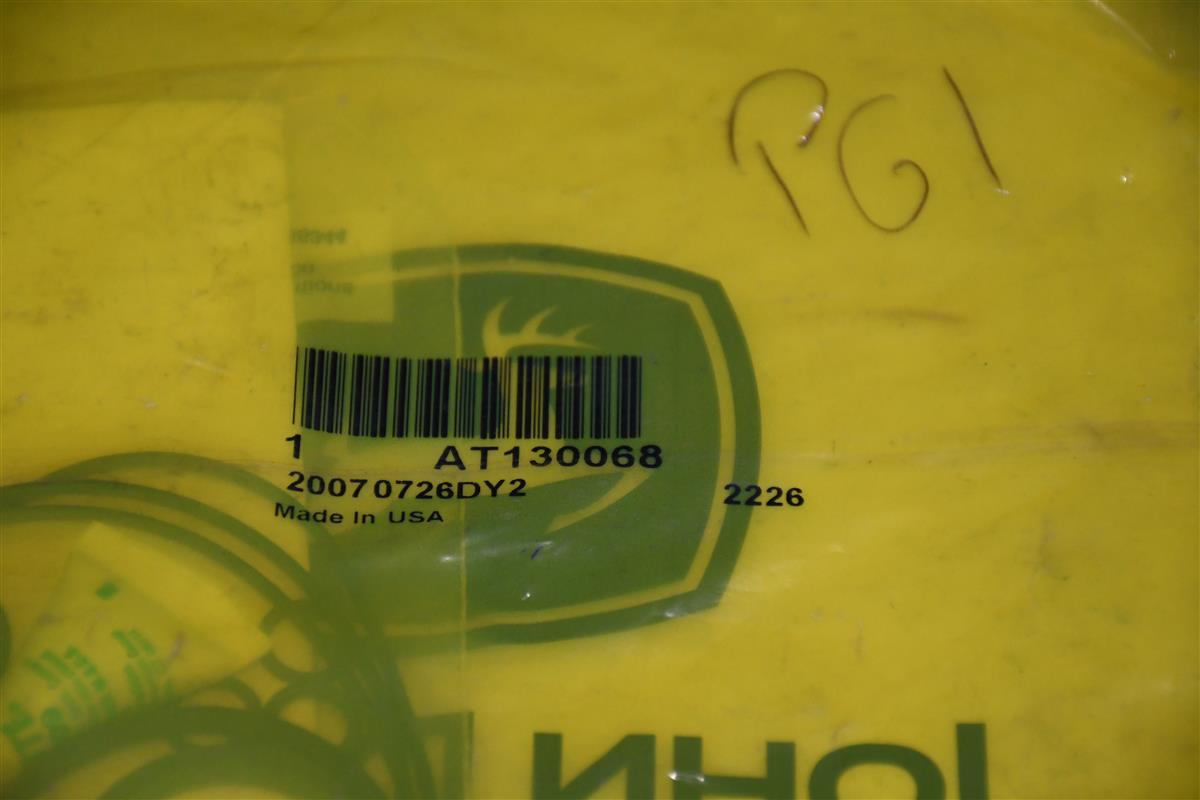 PG1
1 AT130068
20070726DY2 2226
Made In USA
JOHN